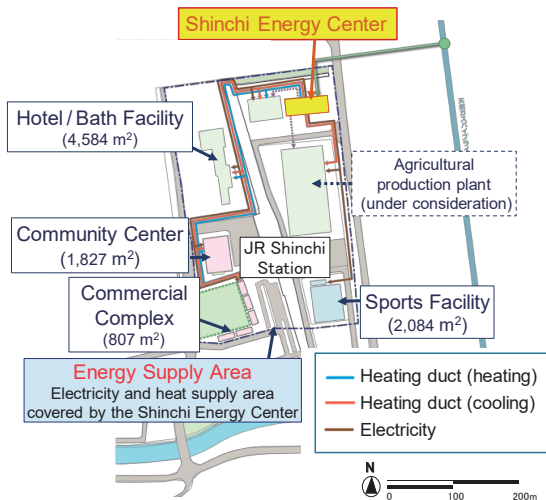 Shinchi Energy Center
Hotel / Bath Facility
(4,584 m²)
Agricultural
production plant
(under consideration)
Community Center
(1,827 m²)
JR Shinchi
Station
Commercial
Complex
(807 m²)
Sports Facility
(2,084 m²)
Energy Supply Area
Electricity and heat supply area
covered by the Shinchi Energy Center
Heating duct (heating)
Heating duct (cooling)
Electricity
N
0 100 200m